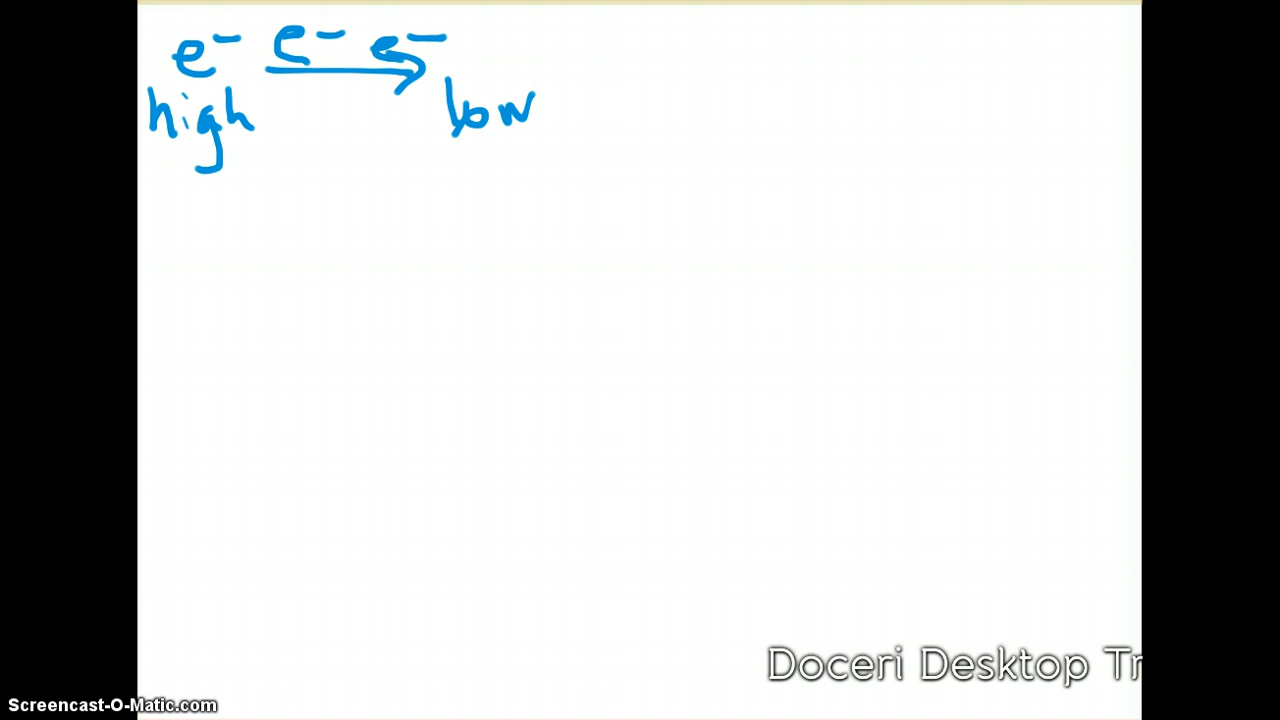 e⁻ e⁻ e⁻
high low
Doceri Desktop Tr
Screencast-O-Matic.com